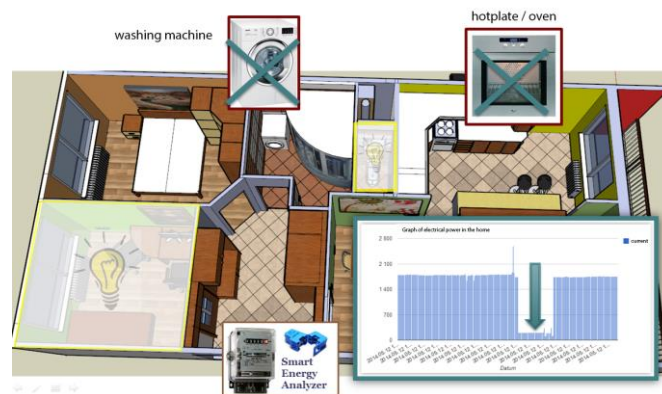 washing machine
hotplate / oven
Graph of electrical power in the home
current
2 800
2 100
1 400
700
0
Datum
Smart
Energy
Analyzer